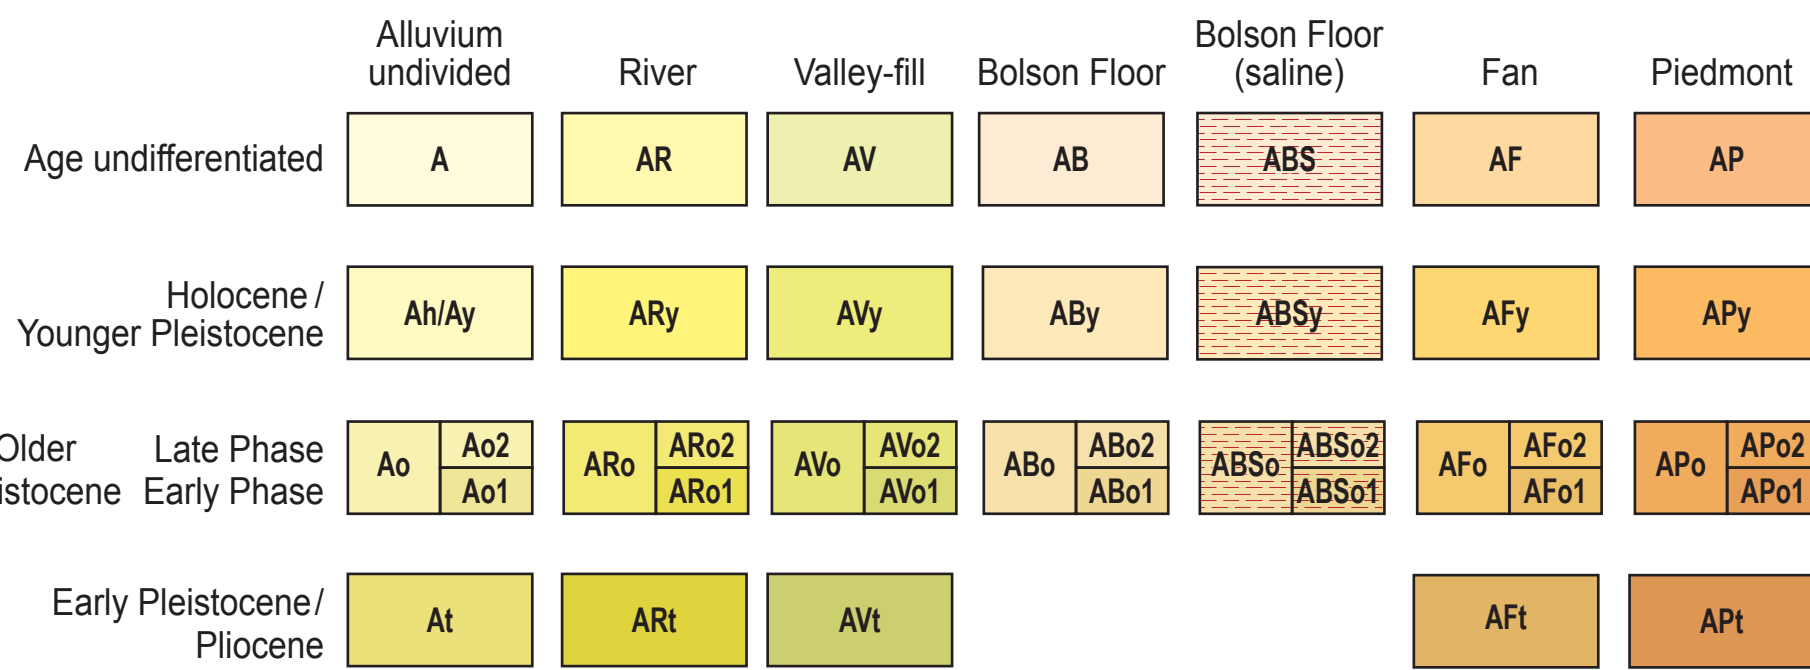 Alluvium undivided River Valley-fill Bolson Floor Bolson Floor (saline) Fan Piedmont
Age undifferentiated A AR AV AB ABS AF AP
Holocene / Younger Pleistocene Ah/Ay ARy AVy ABy ABSy AFy APy
Older Late Phase Ao Ao2 ARo ARo2 AVo AVo2 ABo ABo2 ABSo ABSo2 AFo AFo2 APo APo2
istocene Early Phase Ao1 ARo1 AVo1 ABo1 ABSo1 AFo1 APo1
Early Pleistocene / Pliocene At ARt AVt AFt APt